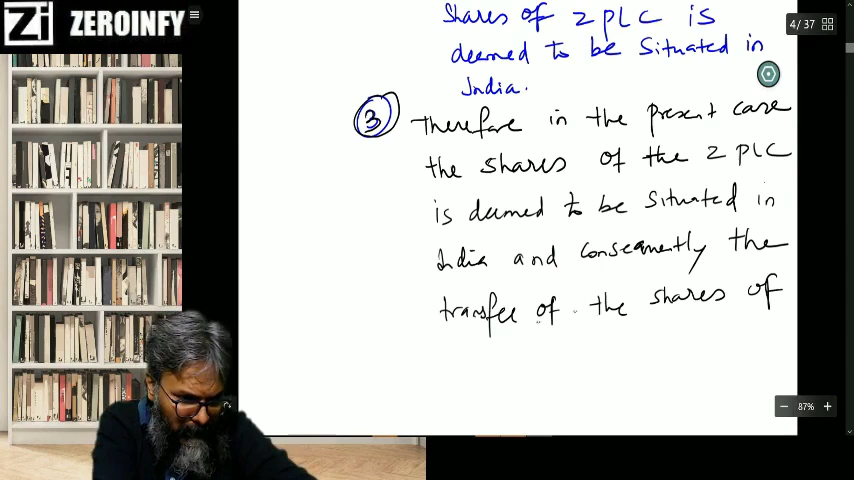 Zi ZEROINFY
4/37
Shares of Z PLC is
deemed to be situated in
India.
3 Therefore in the present case
the shares of the Z PLC
is deemed to be situated in
India and consequently the
transfer of the shares of
87%